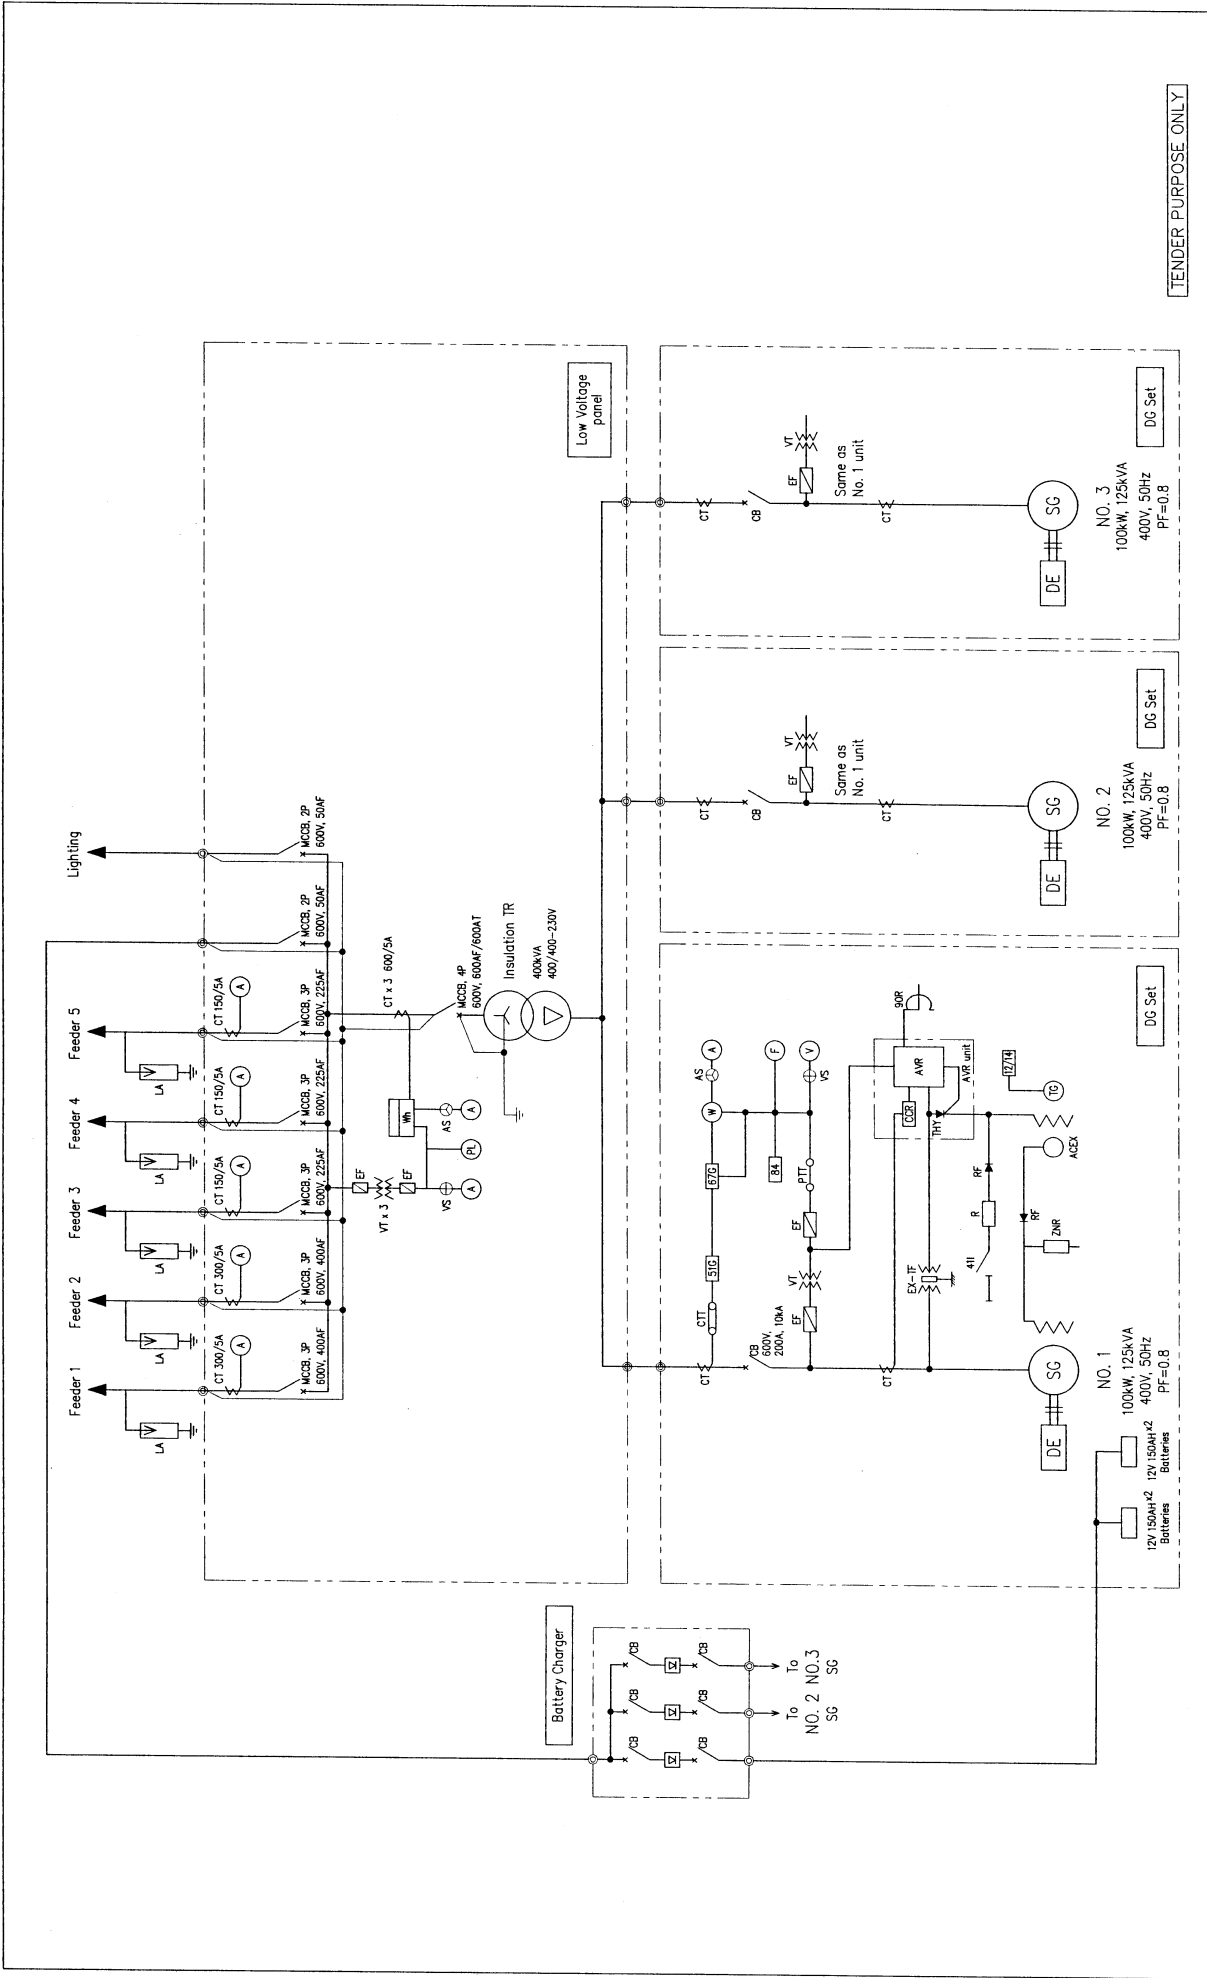 Feeder 1
Feeder 2
Feeder 3
Feeder 4
Feeder 5
Lighting
LA
LA
LA
LA
LA
CT 300/5A
A
CT 300/5A
A
CT 150/5A
A
CT 150/5A
A
CT 150/5A
A
MCCB, 3P
600V, 400AF
MCCB, 3P
600V, 400AF
MCCB, 3P
600V, 225AF
MCCB, 3P
600V, 225AF
MCCB, 3P
600V, 225AF
MCCB, 2P
600V, 50AF
MCCB, 2P
600V, 50AF
EF
VT x 3
EF
VS
A
PL
AS
A
Wh
CT x 3 600/5A
MCCB, 4P
600V, 600AF/600AT
Insulation TR
400kVA
400/400-230V
Low Voltage
panel
Battery Charger
CB
CB
CB
CB
CB
CB
To
NO. 2
SG
To
NO.3
SG
CT
CTT
51G
67G
W
AS
A
84
F
CB
600V,
200A, 10kA
EF
VT
EF
PTT
VS
V
CT
CCR
AVR
90R
THY
AVR unit
EX-TF
41I
R
RF
12/14
TG
RF
ZNR
ACEX
DE
SG
NO. 1
100kW, 125kVA
400V, 50Hz
PF=0.8
12V 150AH x2
Batteries
12V 150AH x2
Batteries
DG Set
CT
CB
EF
VT
Same as
No. 1 unit
CT
DE
SG
NO. 2
100kW, 125kVA
400V, 50Hz
PF=0.8
DG Set
CT
CB
EF
VT
Same as
No. 1 unit
CT
DE
SG
NO. 3
100kW, 125kVA
400V, 50Hz
PF=0.8
DG Set
TENDER PURPOSE ONLY